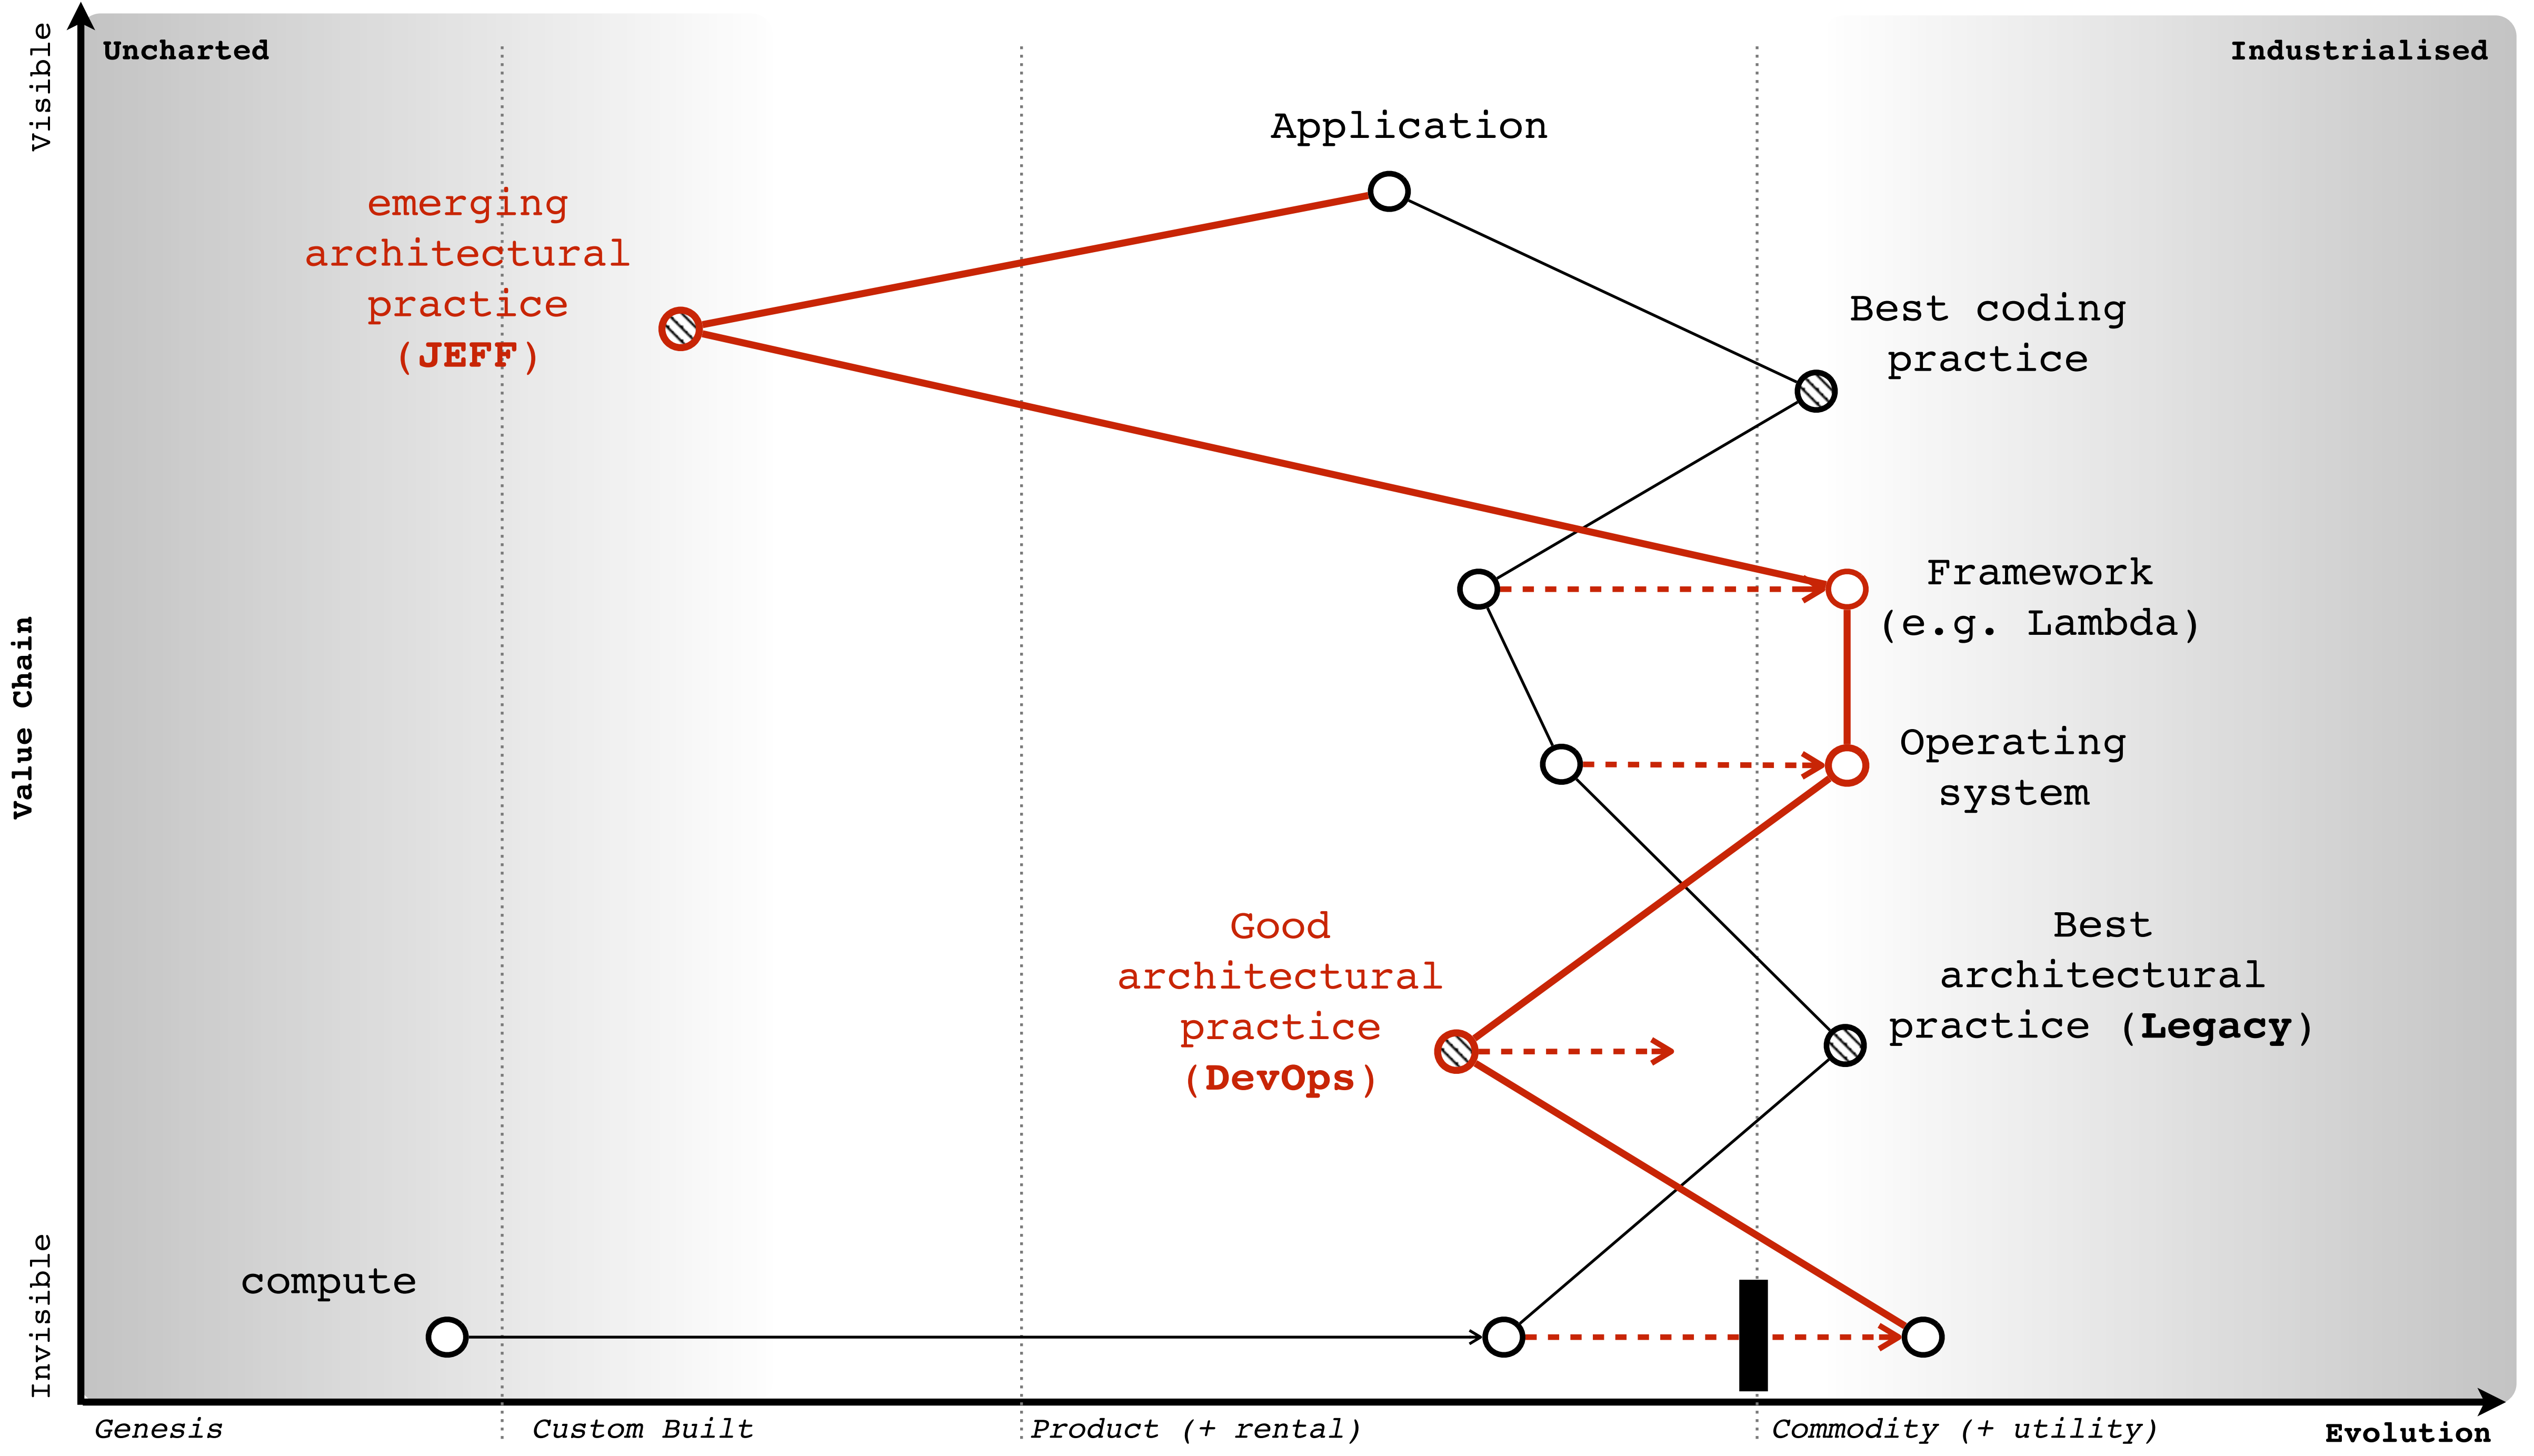 Visible
Uncharted
Industrialised
Application
emerging
architectural
practice
(JEFF)
Best coding
practice
Framework
(e.g. Lambda)
Value Chain
Operating
system
Good
architectural
practice
(DevOps)
Best
architectural
practice (Legacy)
Invisible
compute
Genesis
Custom Built
Product (+ rental)
Commodity (+ utility)
Evolution